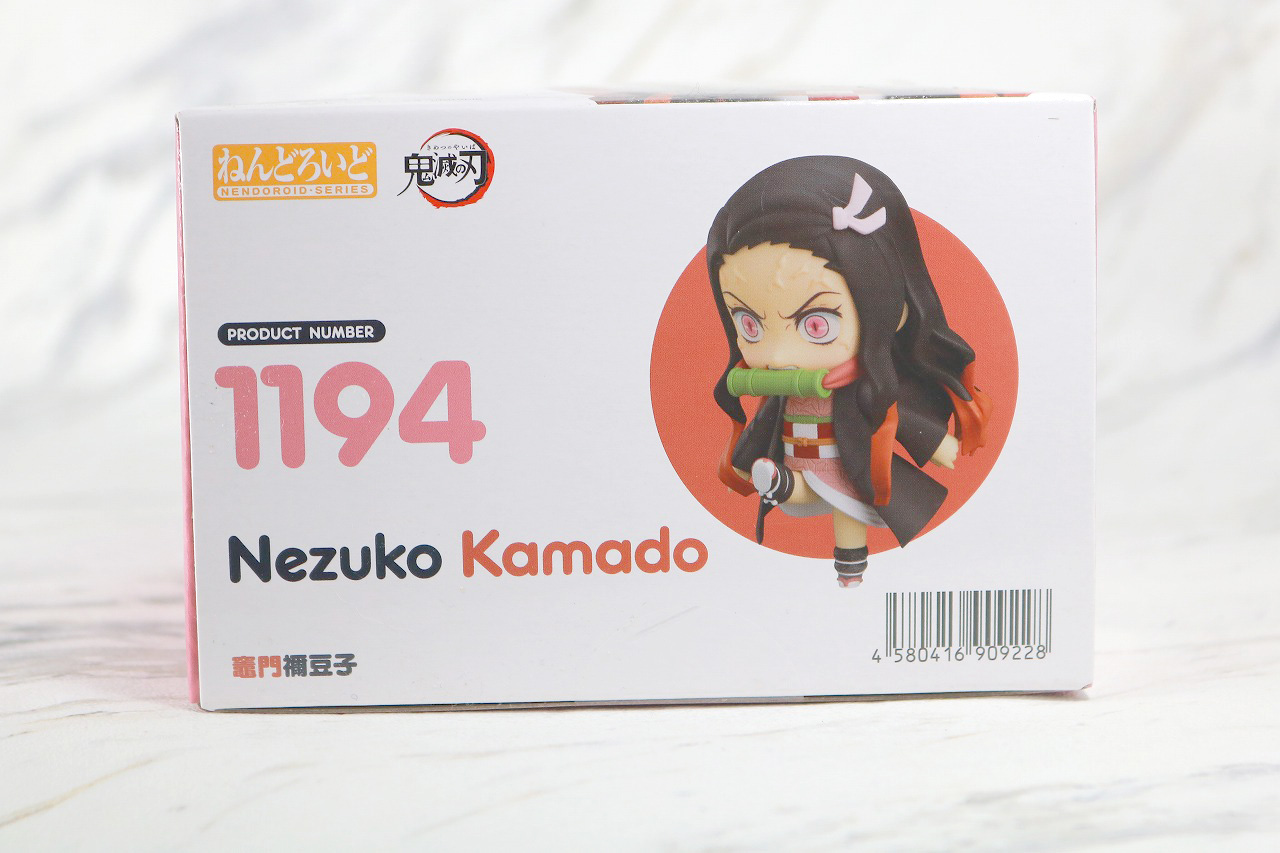 ねんどろいど
NENDOROID·SERIES
きめつのやいば
鬼滅の刃
PRODUCT NUMBER
1194
Nezuko Kamado
竈門禰豆子
4 580416 909228